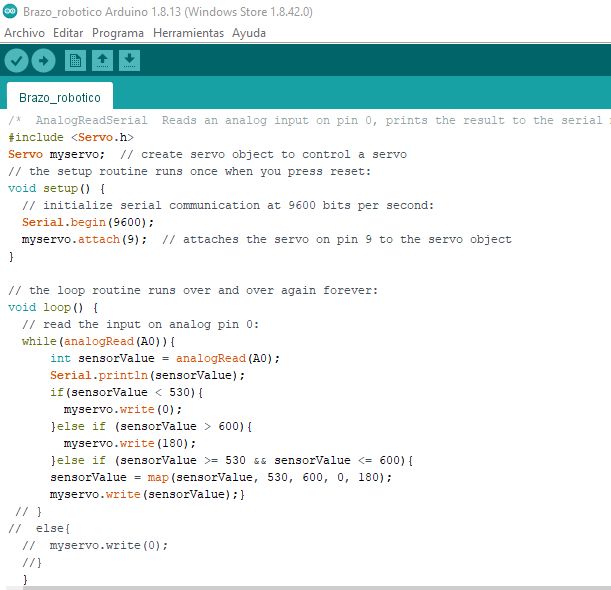 Brazo_robotico Arduino 1.8.13 (Windows Store 1.8.42.0)
Archivo Editar Programa Herramientas Ayuda
Brazo_robotico
/*  AnalogReadSerial  Reads an analog input on pin 0, prints the result to the serial
#include <Servo.h>
Servo myservo;  // create servo object to control a servo
// the setup routine runs once when you press reset:
void setup() {
  // initialize serial communication at 9600 bits per second:
  Serial.begin(9600);
  myservo.attach(9);  // attaches the servo on pin 9 to the servo object
}
// the loop routine runs over and over again forever:
void loop() {
  // read the input on analog pin 0:
  while(analogRead(A0)){
      int sensorValue = analogRead(A0);
      Serial.println(sensorValue);
      if(sensorValue < 530){
        myservo.write(0);
      }else if (sensorValue > 600){
        myservo.write(180);
      }else if (sensorValue >= 530 && sensorValue <= 600){
      sensorValue = map(sensorValue, 530, 600, 0, 180);
      myservo.write(sensorValue);}
 // }
//  else{
  //  myservo.write(0);
  //}
  }